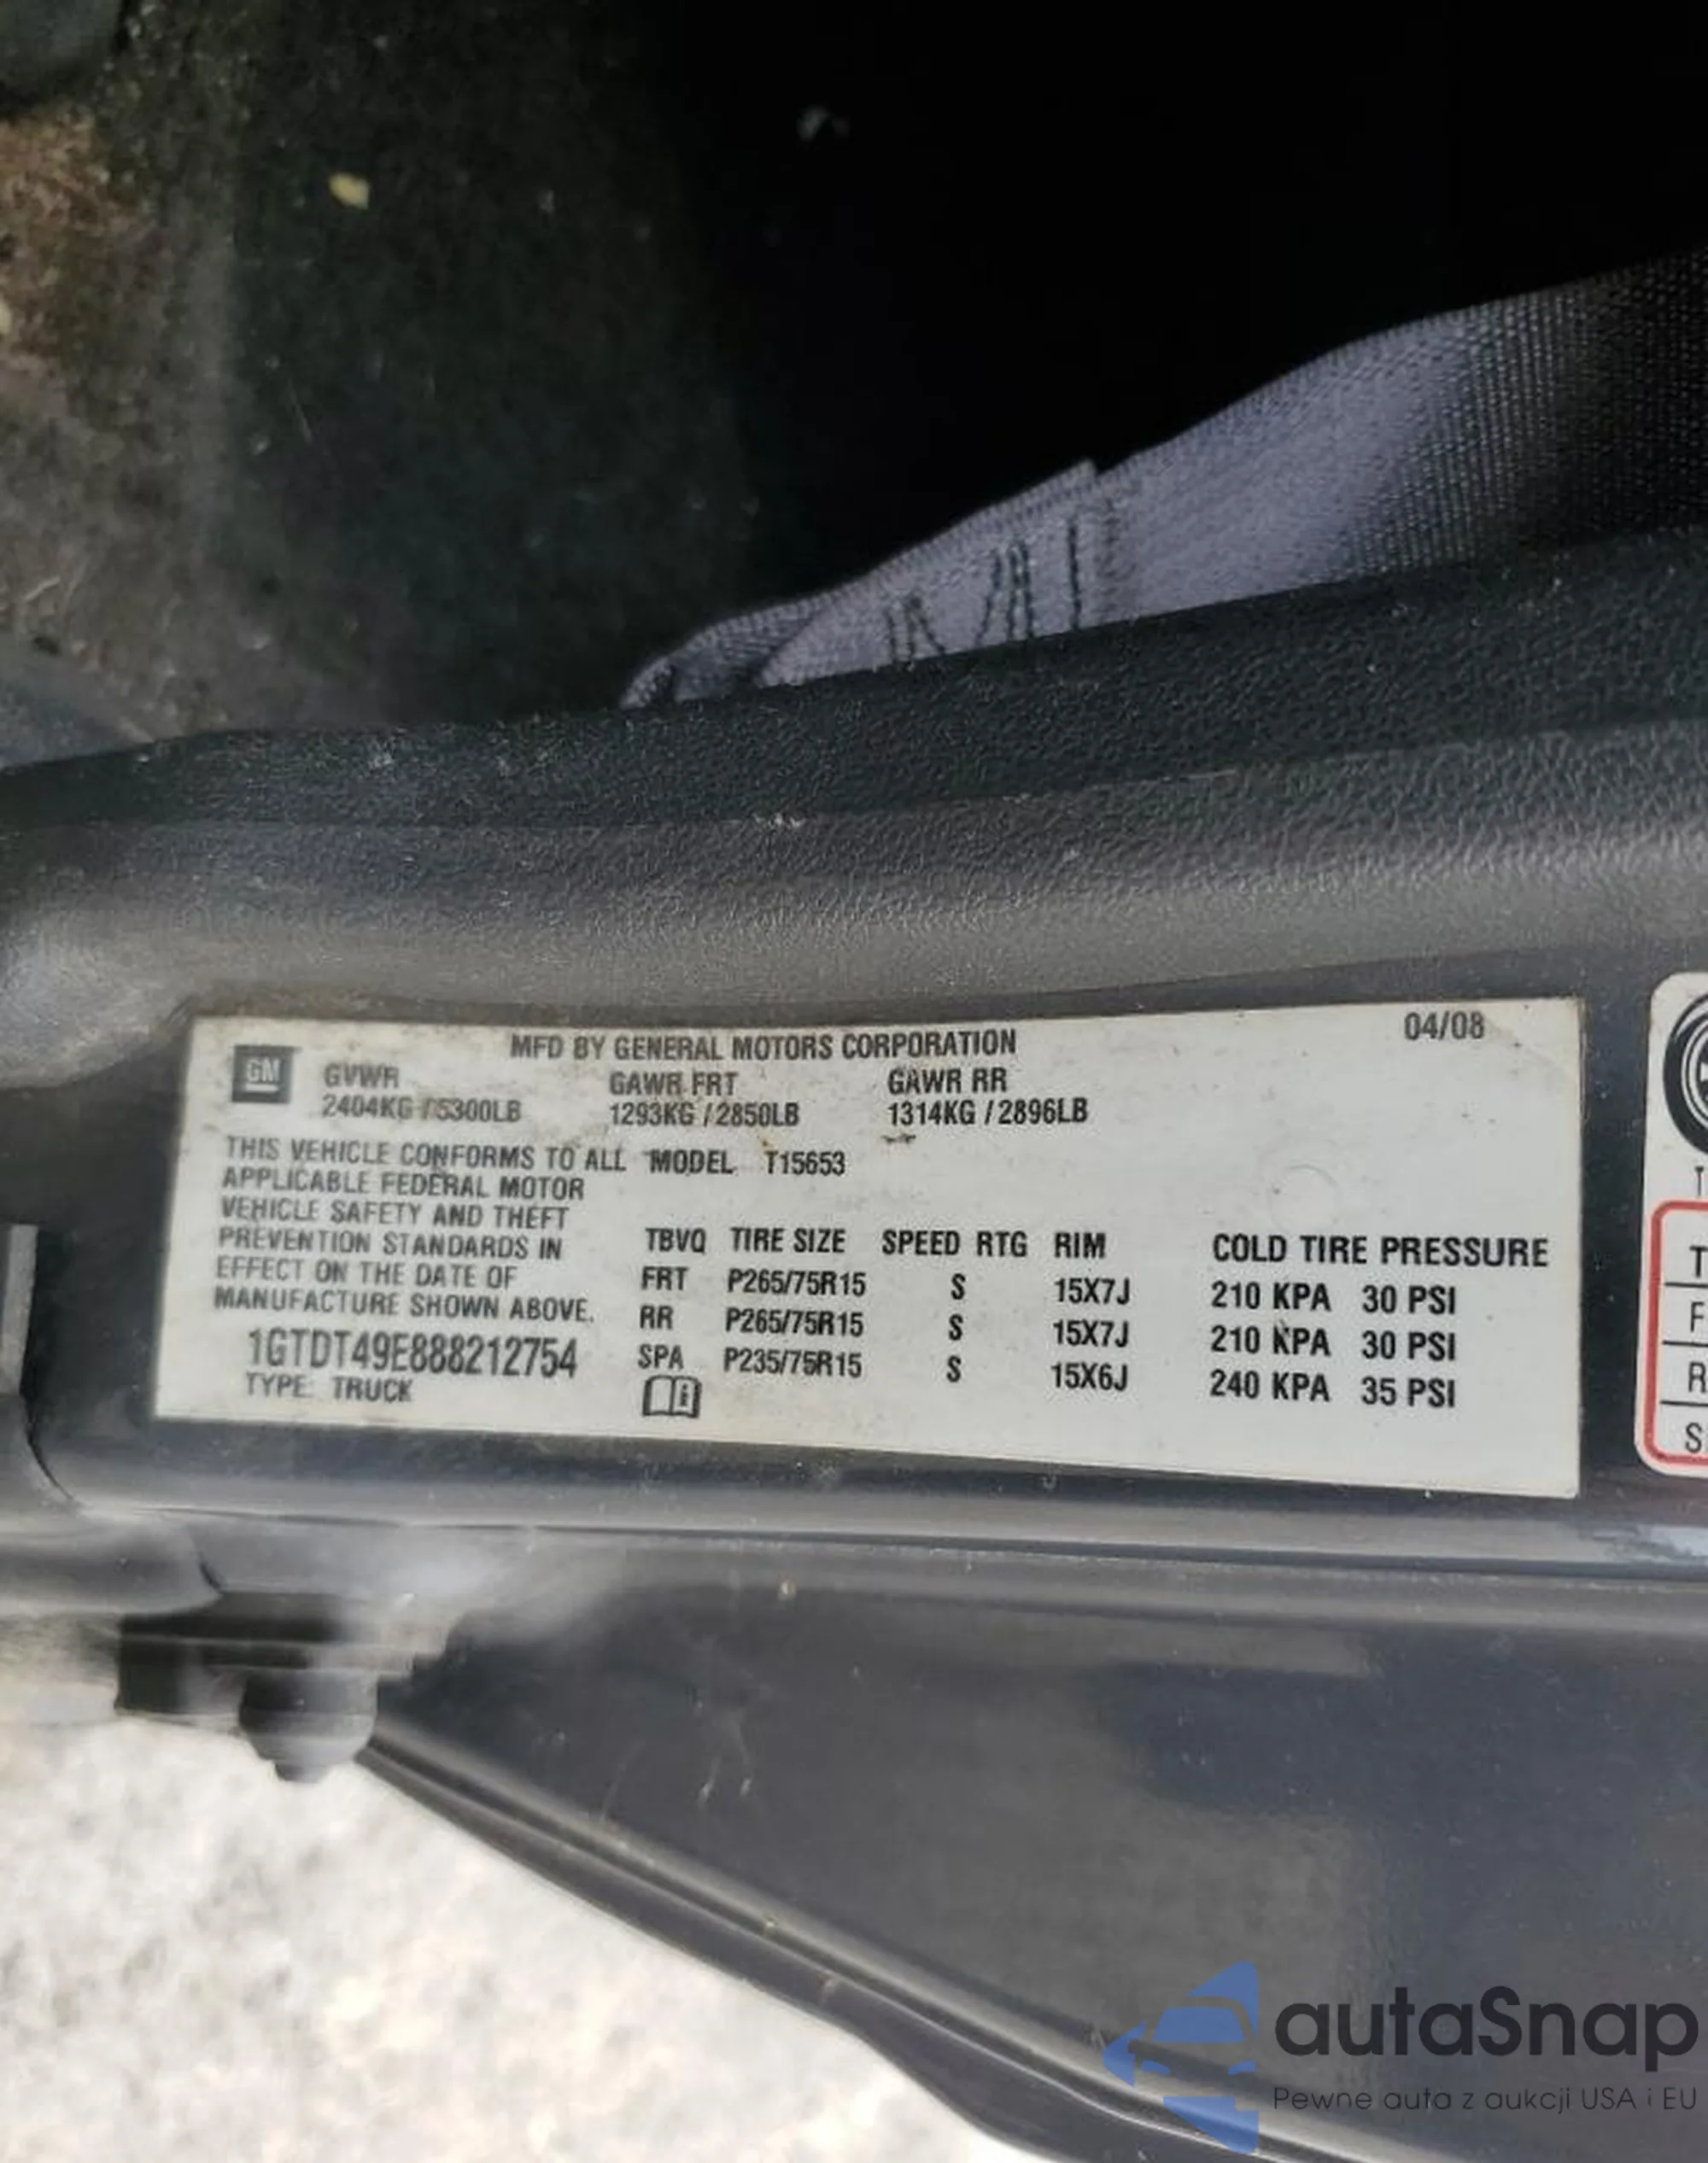 MFD BY GENERAL MOTORS CORPORATION 04/08
GM GVWR GAWR FRT GAWR RR
2404KG / 5300LB 1293KG / 2850LB 1314KG / 2896LB
THIS VEHICLE CONFORMS TO ALL MODEL T15653
APPLICABLE FEDERAL MOTOR
VEHICLE SAFETY AND THEFT
PREVENTION STANDARDS IN
EFFECT ON THE DATE OF
MANUFACTURE SHOWN ABOVE.
1GTDT49E888212754
TYPE: TRUCK
TBVQ TIRE SIZE SPEED RTG RIM COLD TIRE PRESSURE
FRT P265/75R15 S 15X7J 210 KPA 30 PSI
RR P265/75R15 S 15X7J 210 KPA 30 PSI
SPA P235/75R15 S 15X6J 240 KPA 35 PSI
T
T
F
R
S
autaSnap
Pewne auta z aukcji USA i EU